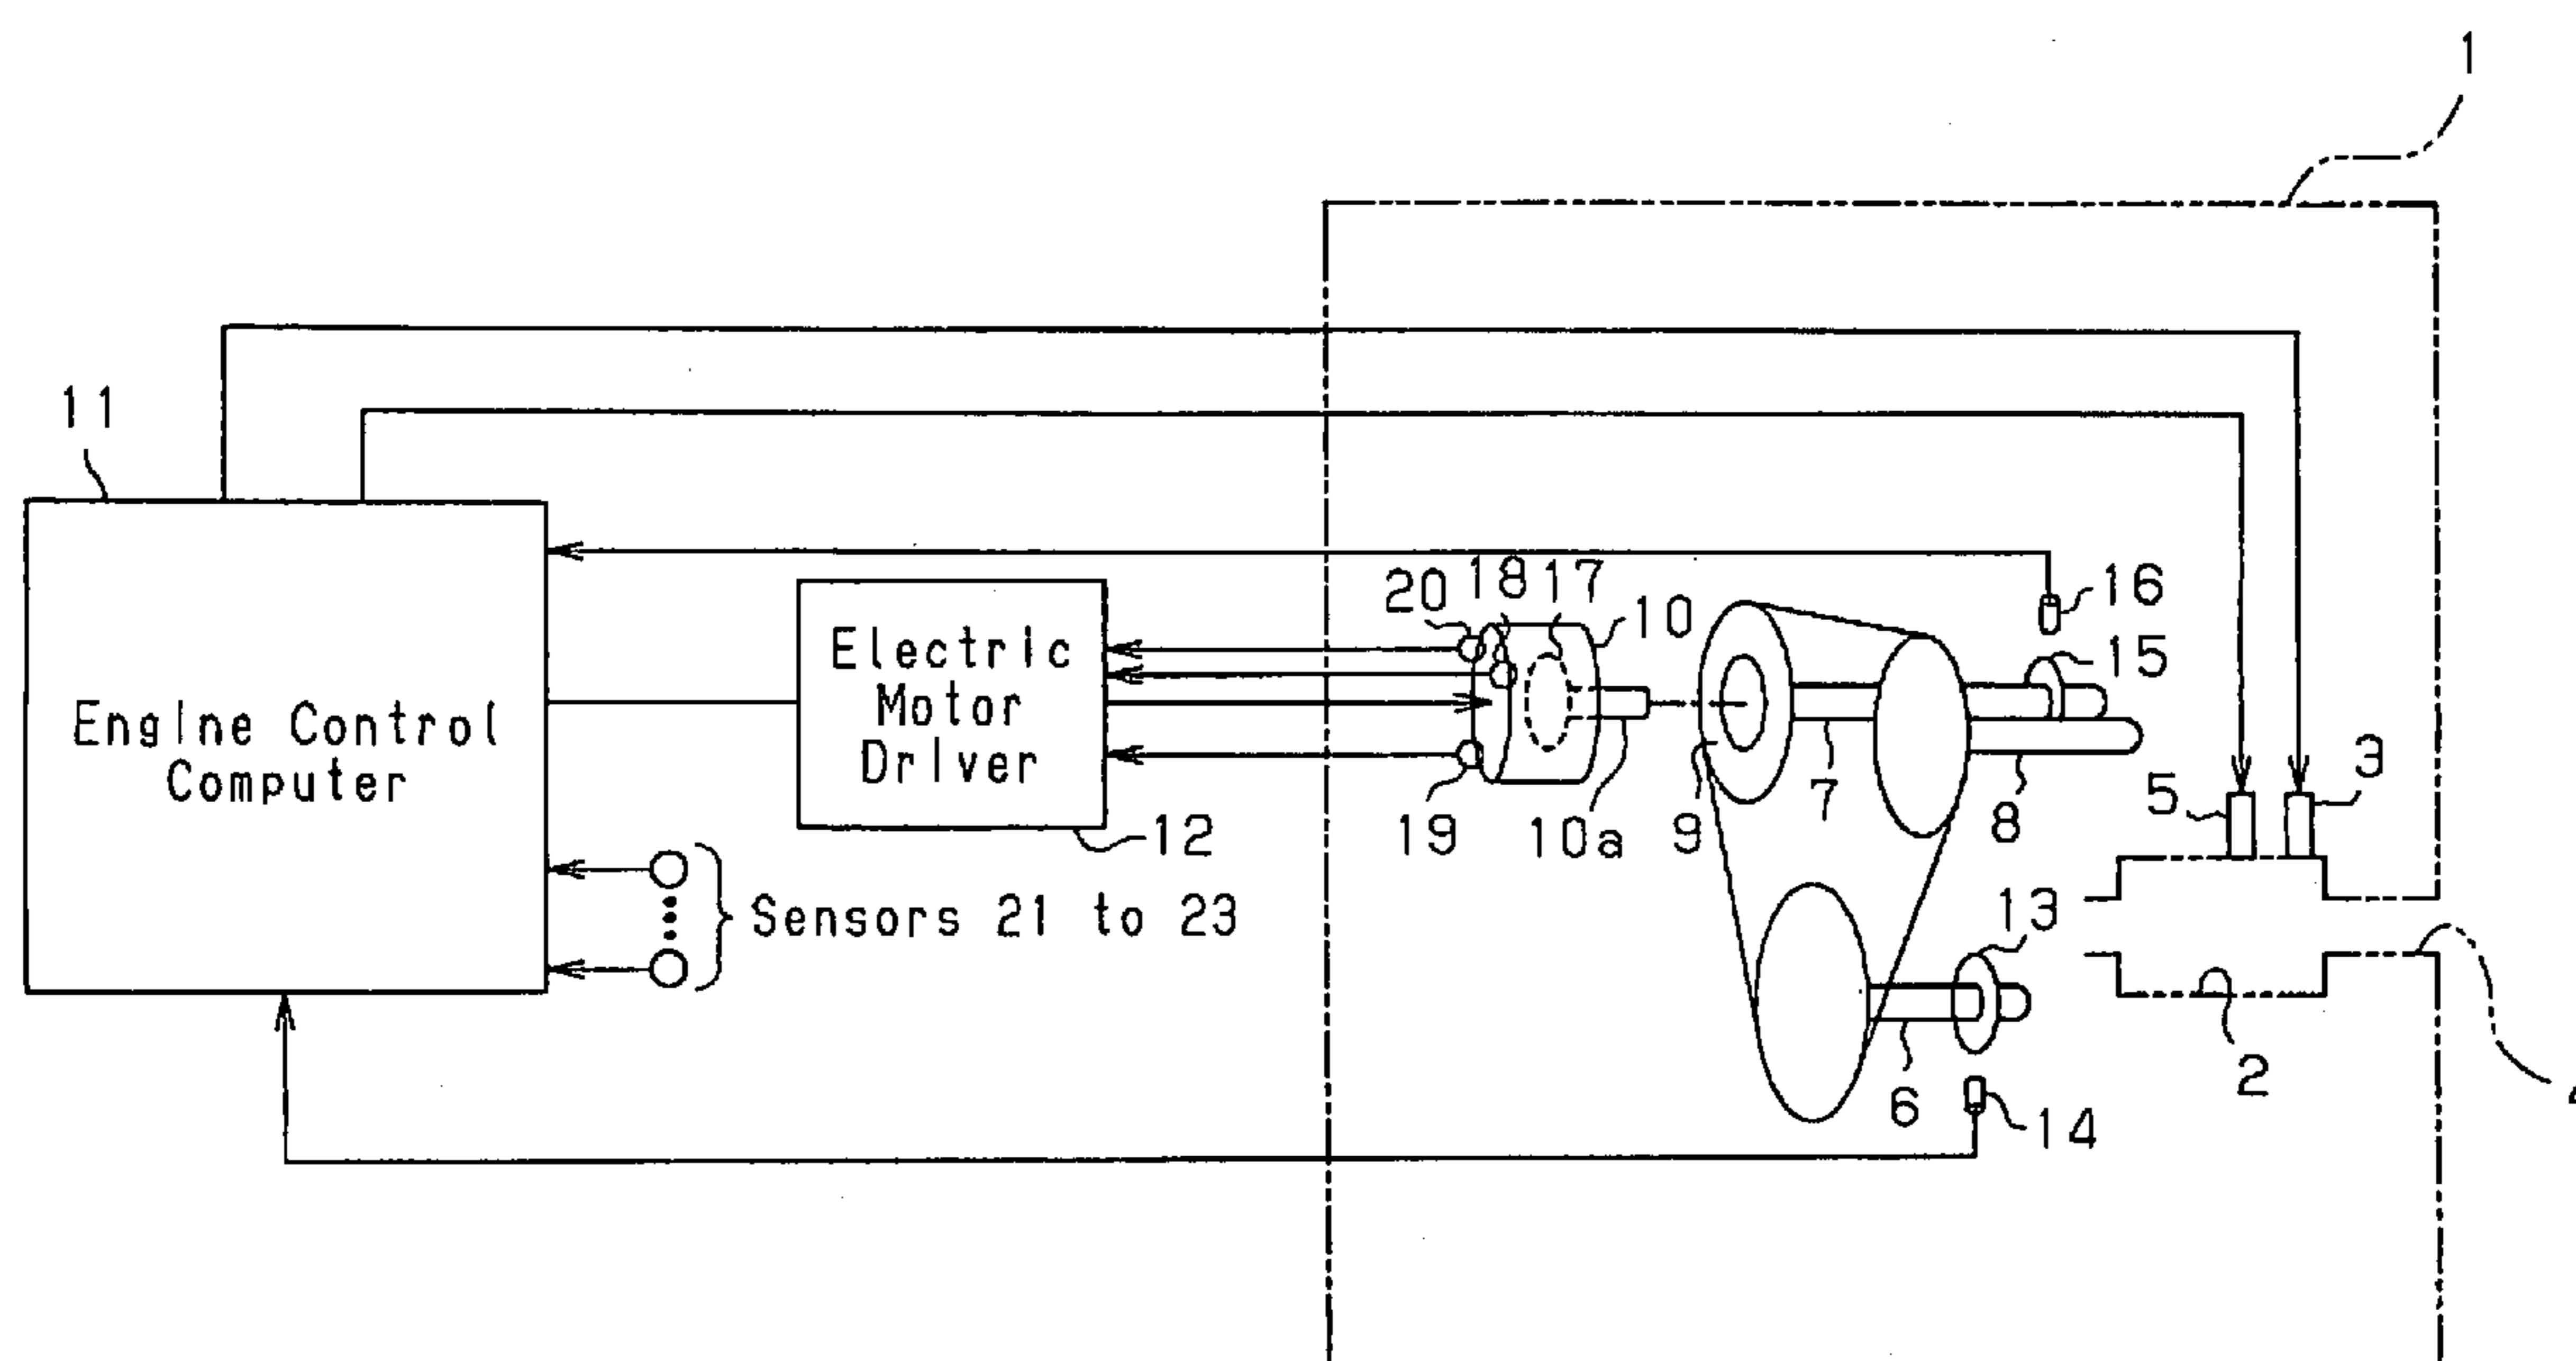 1
11
Engine Control
Computer
Electric
Motor
Driver
12
20
18
17
10
16
15
19
10a
9
7
8
5
3
Sensors 21 to 23
13
6
14
2